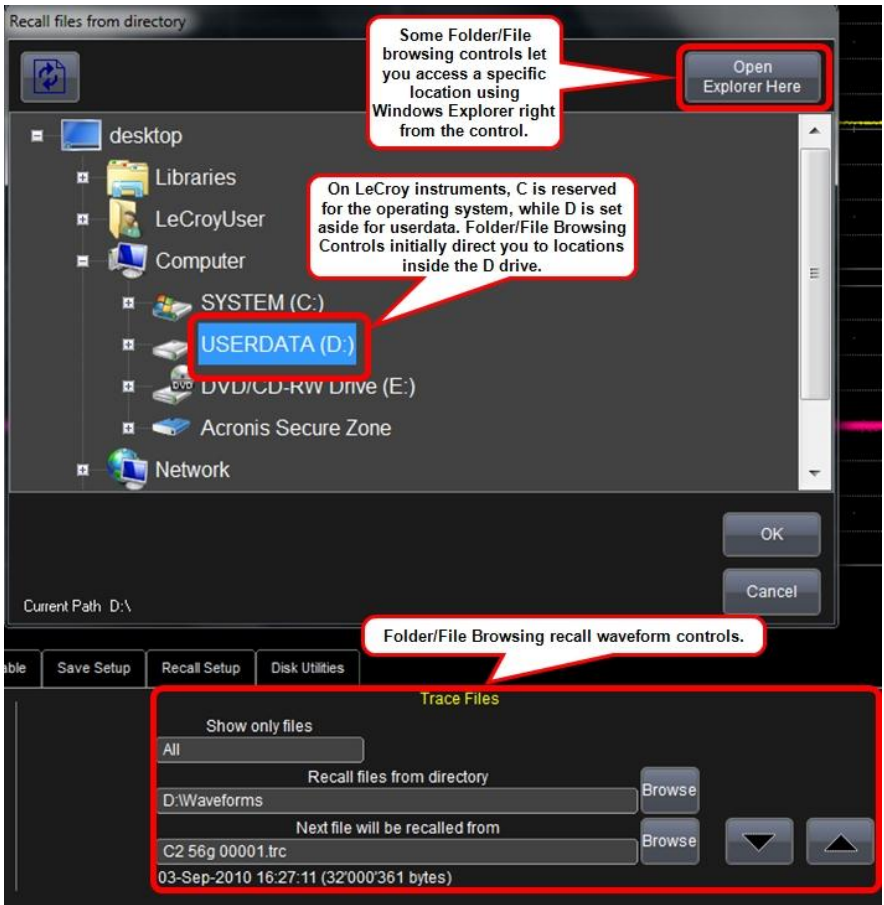 Recall files from directory
Some Folder/File
browsing controls let
you access a specific
location using
Windows Explorer right
from the control.
Open
Explorer Here
desktop
Libraries
LeCroyUser
Computer
On LeCroy instruments, C is reserved
for the operating system, while D is set
aside for userdata. Folder/File Browsing
Controls initially direct you to locations
inside the D drive.
SYSTEM (C:)
USERDATA (D:)
DVD
DVD/CD-RW Drive (E:)
Acronis Secure Zone
Network
OK
Cancel
Current Path D:\
Folder/File Browsing recall waveform controls.
able
Save Setup
Recall Setup
Disk Utilities
Trace Files
Show only files
All
Recall files from directory
D:\Waveforms
Browse
Next file will be recalled from
C2 56g 00001.trc
Browse
03-Sep-2010 16:27:11 (32'000'361 bytes)